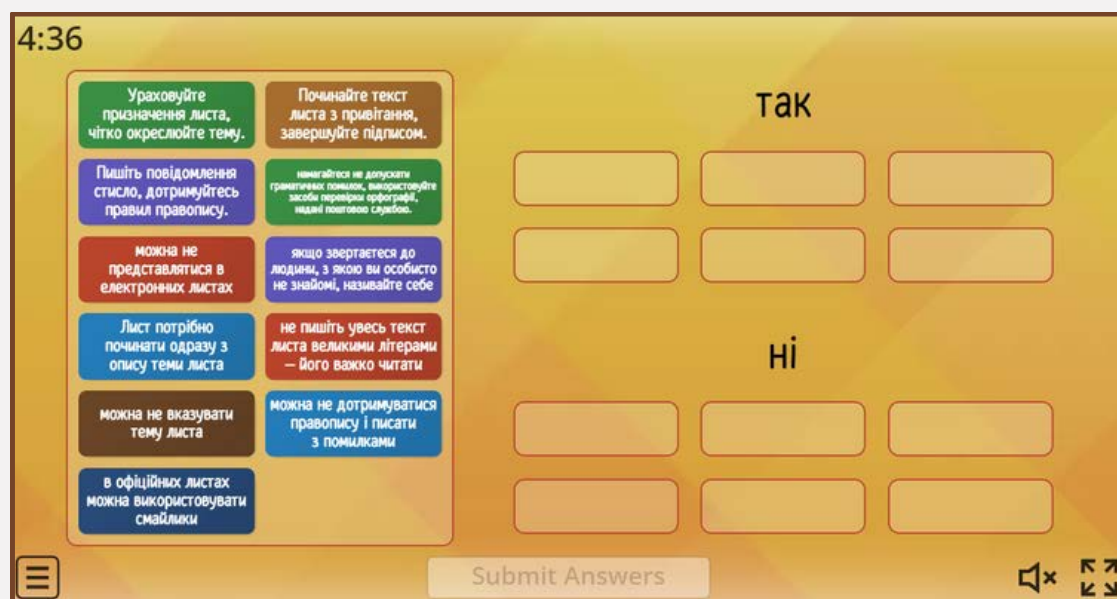 4:36
Ураховуйте
призначення листа,
чітко окреслюйте тему.
Починайте текст
листа з привітання,
завершуйте підписом.
Пишіть повідомлення
стисло, дотримуйтесь
правил правопису.
намагайтеся не допускати
граматичних помилок, використовуйте
засоби перевірки орфографії,
надані поштовою службою.
можна не
представлятися в
електронних листах
якщо звертаєтеся до
людини, з якою ви особисто
не знайомі, називайте себе
Лист потрібно
починати одразу з
опису теми листа
не пишіть увесь текст
листа великими літерами
– його важко читати
можна не вказувати
тему листа
можна не дотримуватися
правопису і писати
з помилками
в офіційних листах
можна використовувати
смайлики
так
ні
Submit Answers